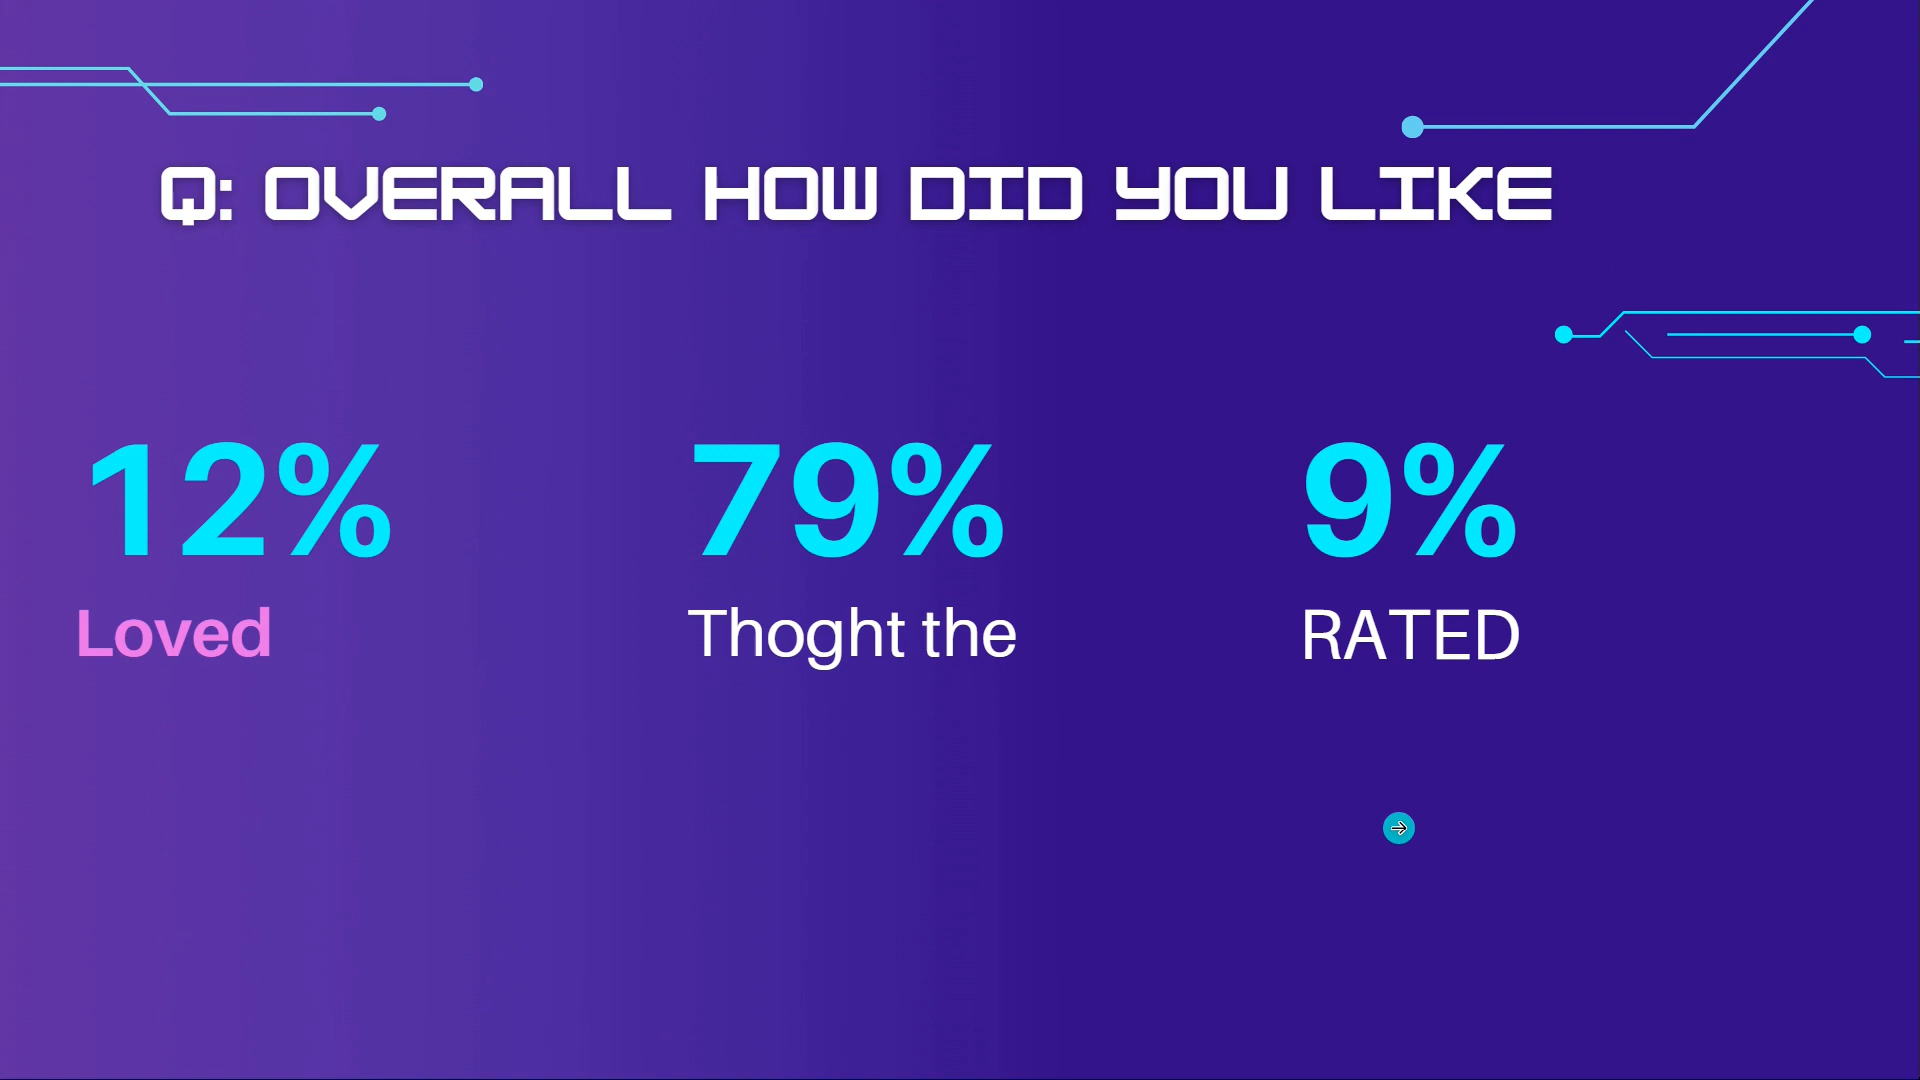 Q: OVERALL HOW DID YOU LIKE
12%
Loved
79%
Thoght the
9%
RATED